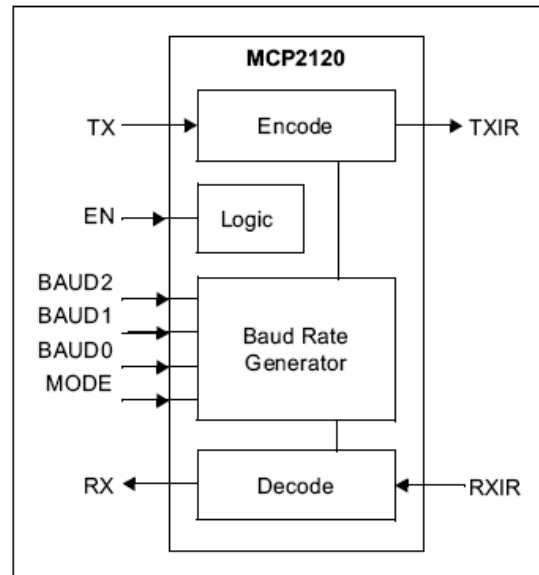 MCP2120
TX
Encode
TXIR
EN
Logic
BAUD2
BAUD1
BAUD0
MODE
Baud Rate
Generator
RX
Decode
RXIR